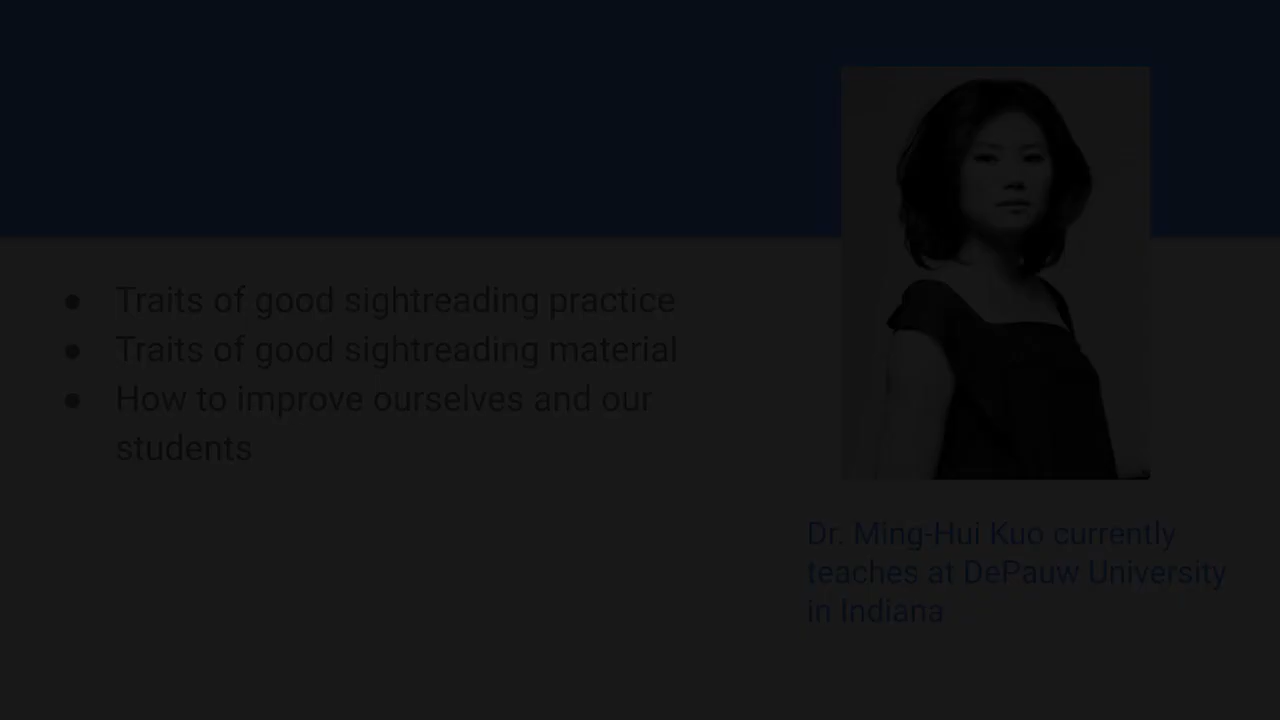 Traits of good sightreading practice
Traits of good sightreading material
How to improve ourselves and our
students
Dr. Ming-Hui Kuo currently
teaches at DePauw University
in Indiana